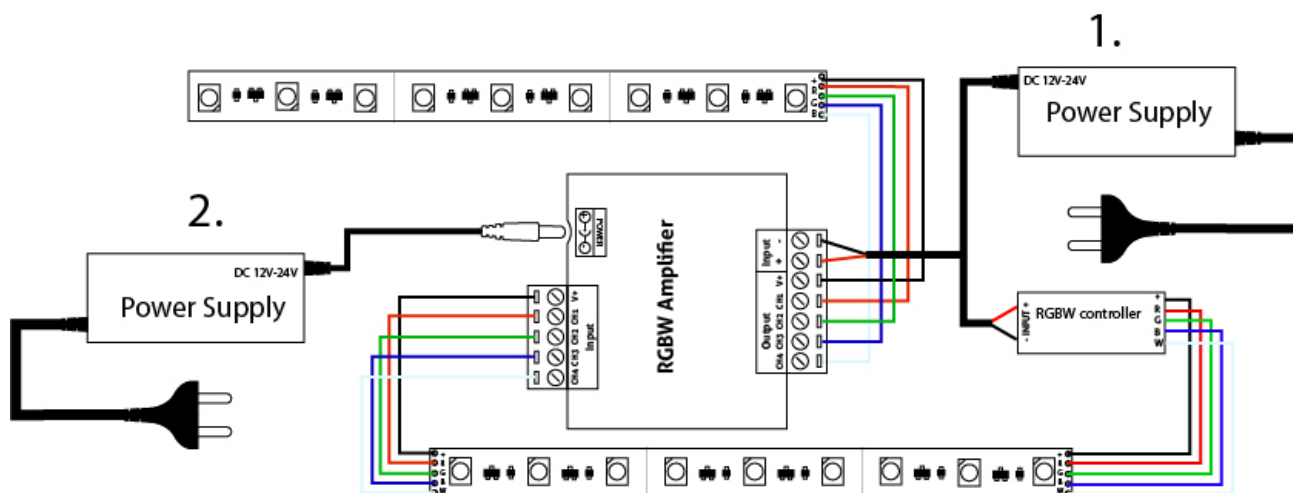 1.
DC 12V-24V
Power Supply
+
R
G
B
2.
DC 12V-24V
Power Supply
POWER
RGBW Amplifier
Input
-
+
Output
V+
CH1
CH2
CH3
CH4
Input
V+
CH1
CH2
CH3
CH4
- INPUT +
RGBW controller
+
R
G
B
W
+
R
G
B
W
+
R
G
B
W